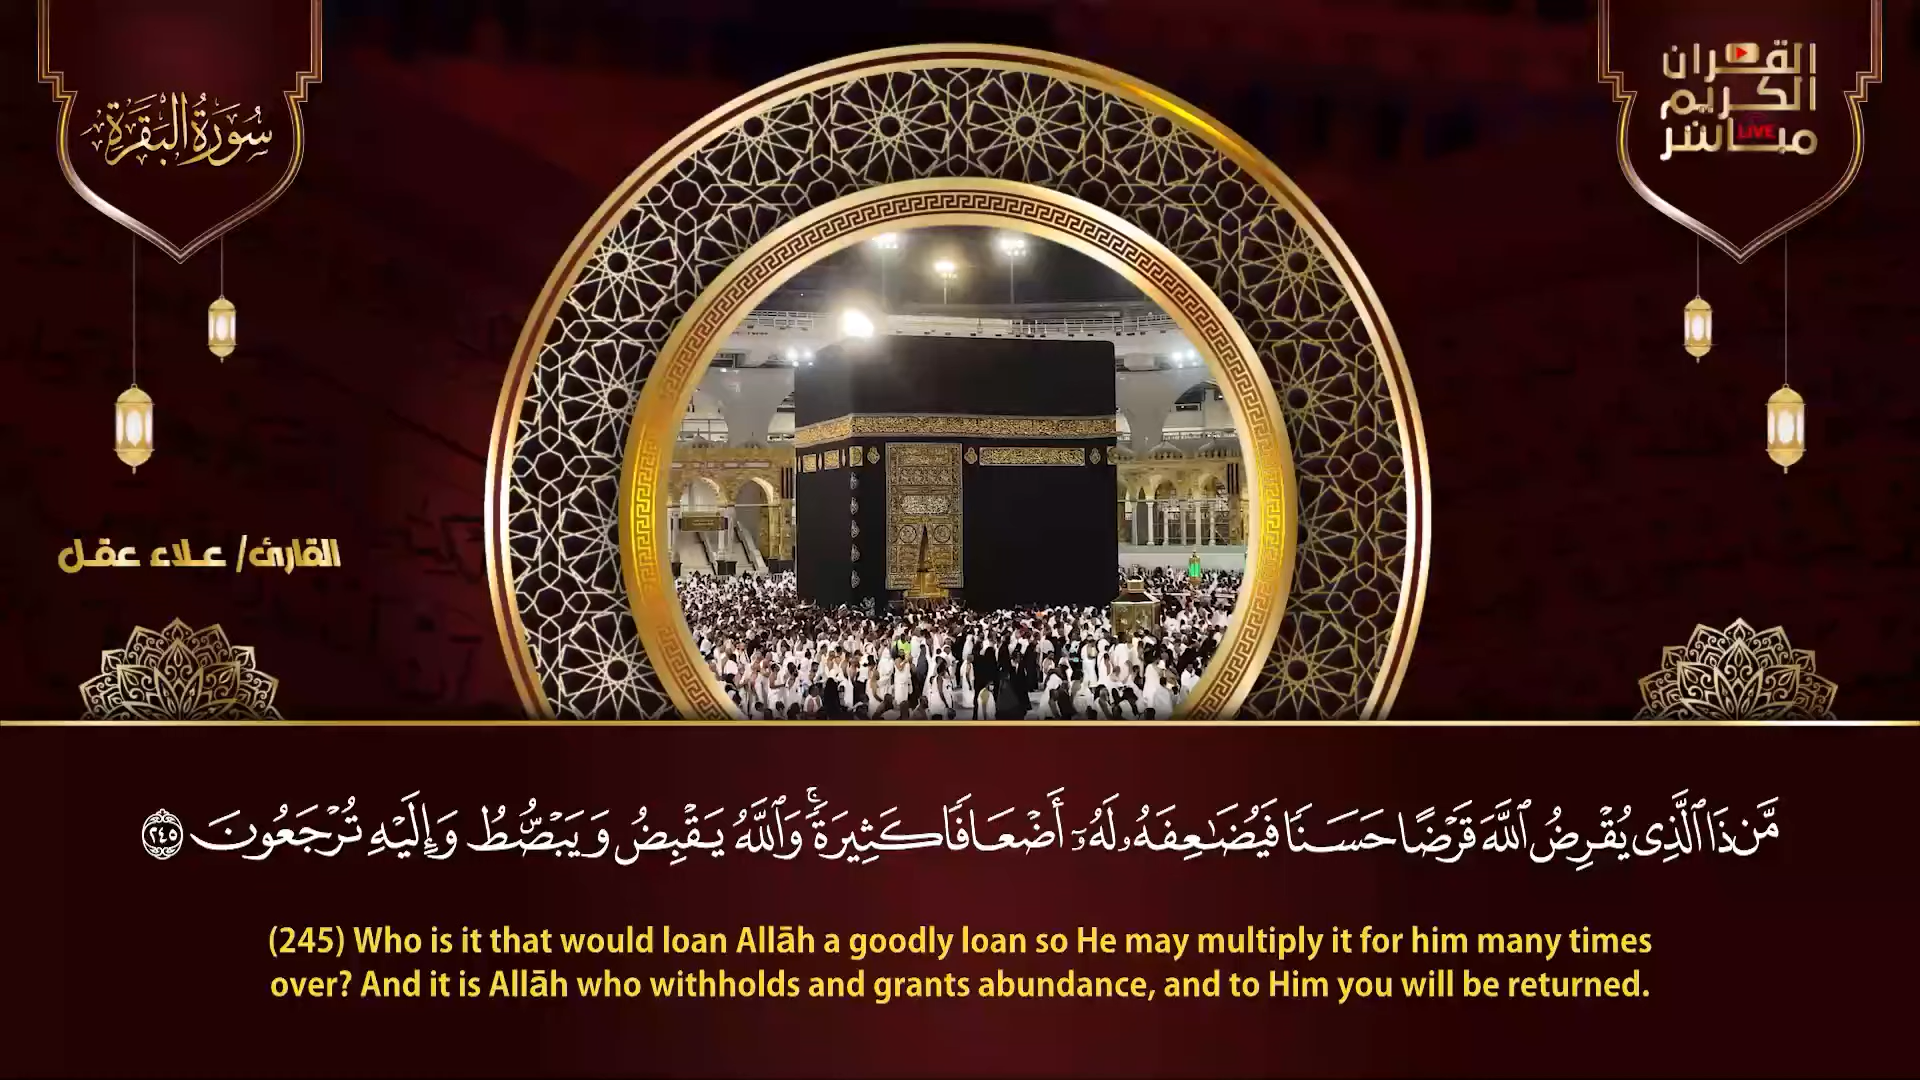 سُورَةُ البَقَرَةِ
القرآن
الكريم
مباشر
LIVE
القارئ/ علاء عقل
مَّن ذَا ٱلَّذِى يُقْرِضُ ٱللَّهَ قَرْضًا حَسَنًا فَيُضَـٰعِفَهُۥ لَهُۥٓ أَضْعَافًا كَثِيرَةً ۚ وَٱللَّهُ يَقْبِضُ وَيَبْصُۜطُ وَإِلَيْهِ تُرْجَعُونَ ٢٤٥
(245) Who is it that would loan Allāh a goodly loan so He may multiply it for him many times
over? And it is Allāh who withholds and grants abundance, and to Him you will be returned.